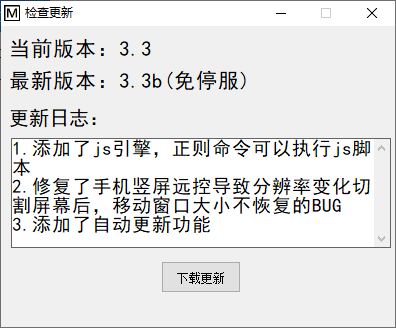 检查更新
当前版本：3.3
最新版本：3.3b(免停服)
更新日志：
1.添加了js引擎，正则命令可以执行js脚
本
2.修复了手机竖屏远控导致分辨率变化切
割屏幕后，移动窗口大小不恢复的BUG
3.添加了自动更新功能
下载更新